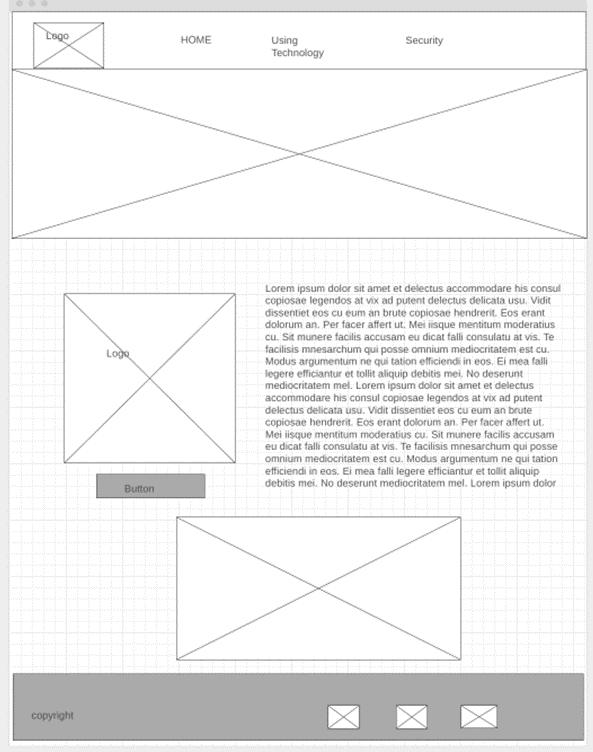 Logo
HOME
Using
Technology
Security
Lorem ipsum dolor sit amet et delectus accommodare his consul
copiosae legendos at vix ad putent delectus delicata usu. Vidit
dissentiet eos cu eum an brute copiosae hendrerit. Eos erant
dolorum an. Per facer affert ut. Mei iisque mentitum moderatius
cu. Sit munere facilis accusam eu dicat falli consulatu at vis. Te
facilisis mnesarchum qui posse omnium mediocritatem est cu.
Modus argumentum ne qui tation efficiendi in eos. Ei mea falli
legere efficiantur et tollit aliquip debitis mei. No deserunt
mediocritatem mel. Lorem ipsum dolor sit amet et delectus
accommodare his consul copiosae legendos at vix ad putent
delectus delicata usu. Vidit dissentiet eos cu eum an brute
copiosae hendrerit. Eos erant dolorum an. Per facer affert ut.
Mei iisque mentitum moderatius cu. Sit munere facilis accusam
eu dicat falli consulatu at vis. Te facilisis mnesarchum qui posse
omnium mediocritatem est cu. Modus argumentum ne qui tation
efficiendi in eos. Ei mea falli legere efficiantur et tollit aliquip
debitis mei. No deserunt mediocritatem mel. Lorem ipsum dolor
Logo
Button
copyright